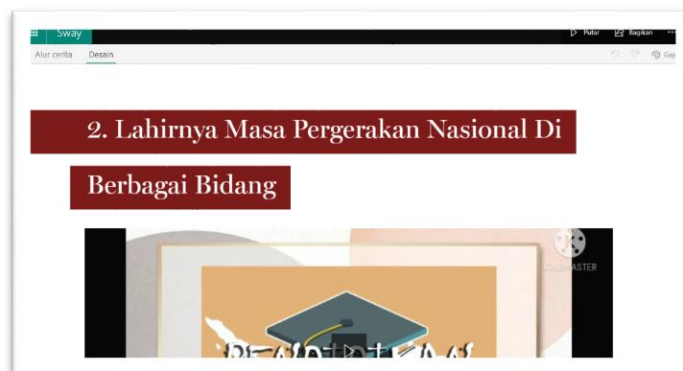 Sway
Putar Bagikan
Alur cerita Desain
2. Lahirnya Masa Pergerakan Nasional Di
Berbagai Bidang
KINEMASTER